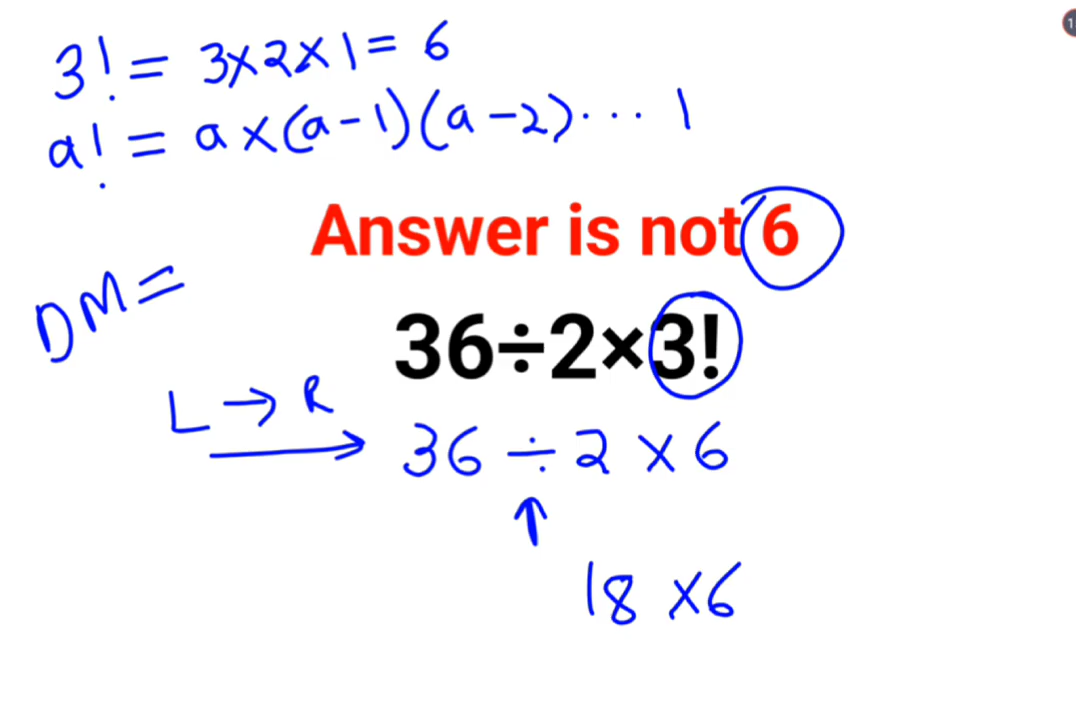 3! = 3×2×1 = 6
a! = a×(a-1)(a-2)... 1
Answer is not 6
DM=
36÷2×3!
L → R
36 ÷ 2 × 6
18 ×6
1